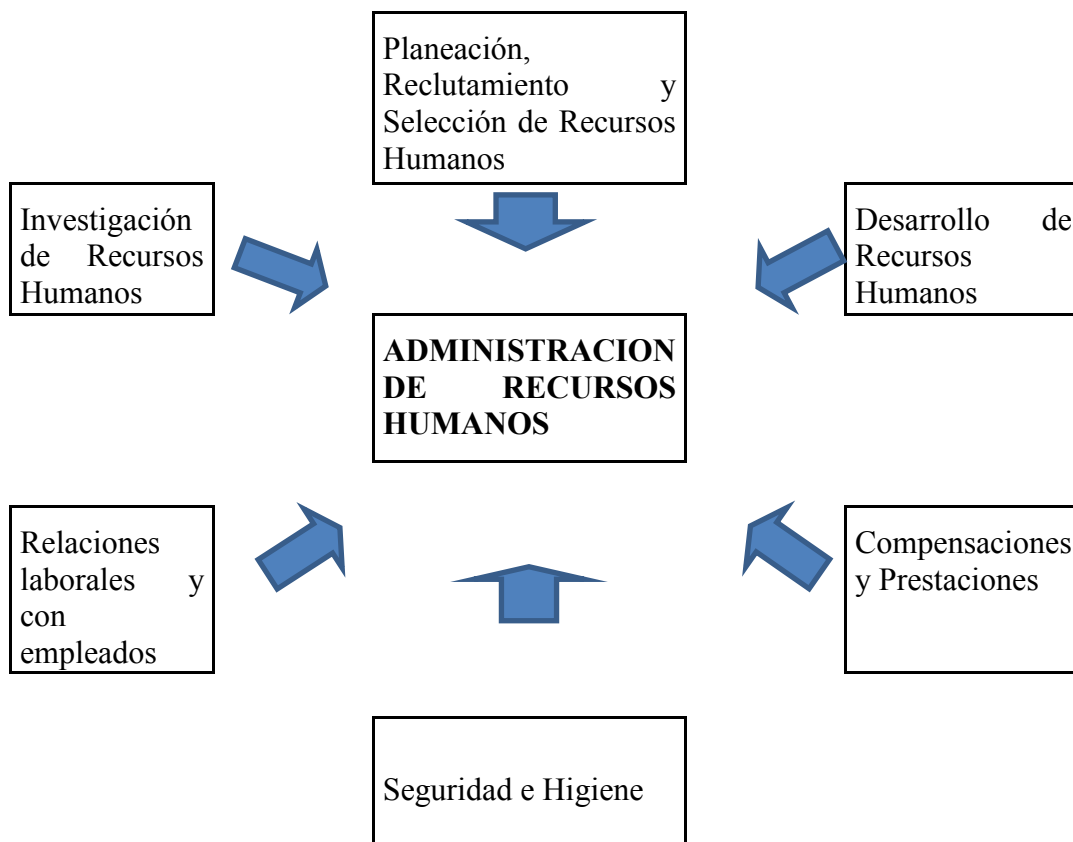 Planeación,
Reclutamiento y
Selección de Recursos
Humanos
Investigación
de Recursos
Humanos
Desarrollo de
Recursos
Humanos
ADMINISTRACION
DE RECURSOS
HUMANOS
Relaciones
laborales y
con
empleados
Compensaciones
y Prestaciones
Seguridad e Higiene